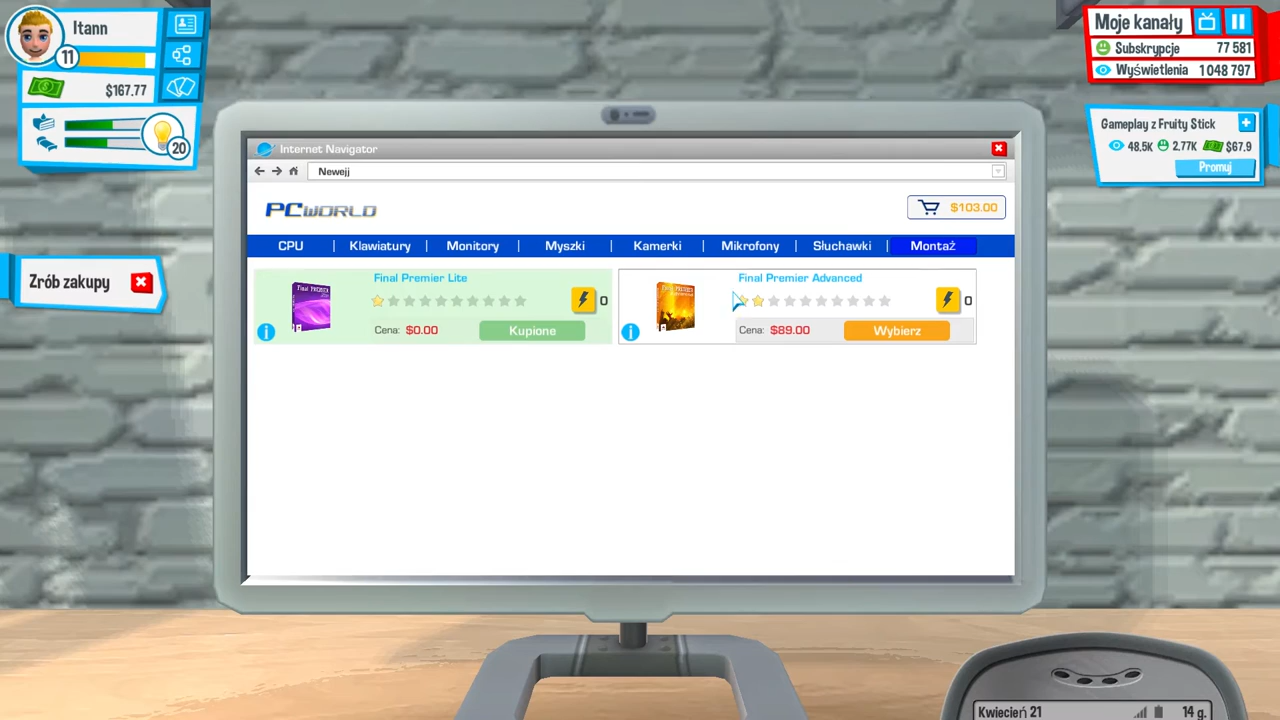 Itann
11
$167.77
20
Zrób zakupy
Internet Navigator
Newejj
PCWORLD
$103.00
CPU | Klawiatury | Monitory | Myszki | Kamerki | Mikrofony | Słuchawki | Montaż
Final Premier Lite
0
Cena: $0.00
Kupione
Final Premier Advanced
0
Cena: $89.00
Wybierz
Moje kanały
Subskrypcje 77 581
Wyświetlenia 1 048 797
Gameplay z Fruity Stick
48.5K 2.77K $67.9
Promuj
Kwiecień 21 14 g.